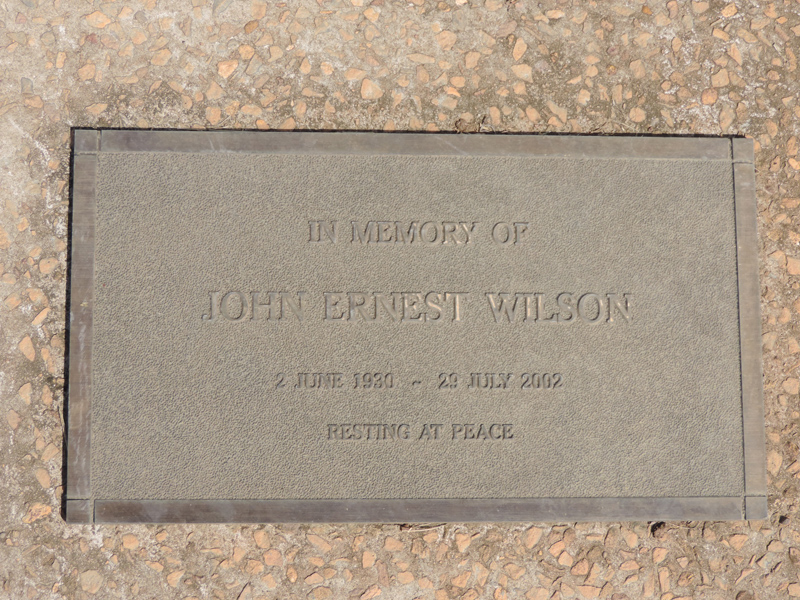 IN MEMORY OF
JOHN ERNEST WILSON
2 JUNE 1930 ~ 29 JULY 2002
RESTING AT PEACE